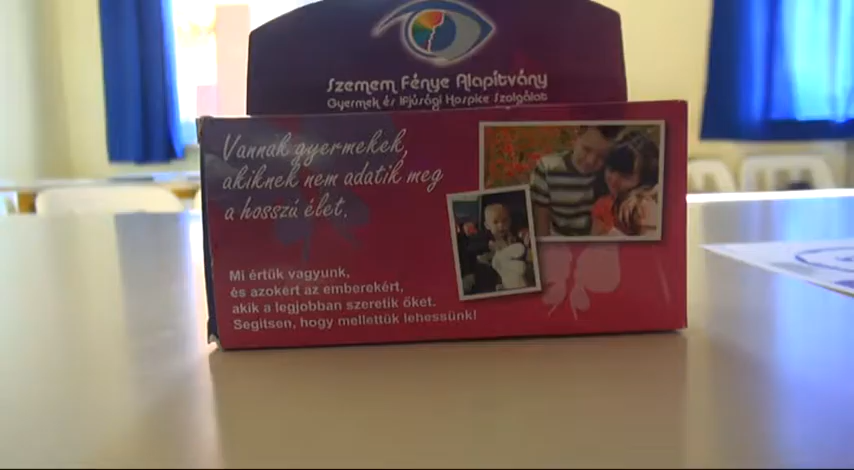 Szemem Fénye Alapítvány
Gyermek és Ifjúsági Hospice Szolgálat
Vannak gyermekek,
akiknek nem adatik meg
a hosszú élet.
Mi értük vagyunk,
és azokért az emberekért,
akik a legjobban szeretik őket.
Segítsen, hogy mellettük lehessünk!